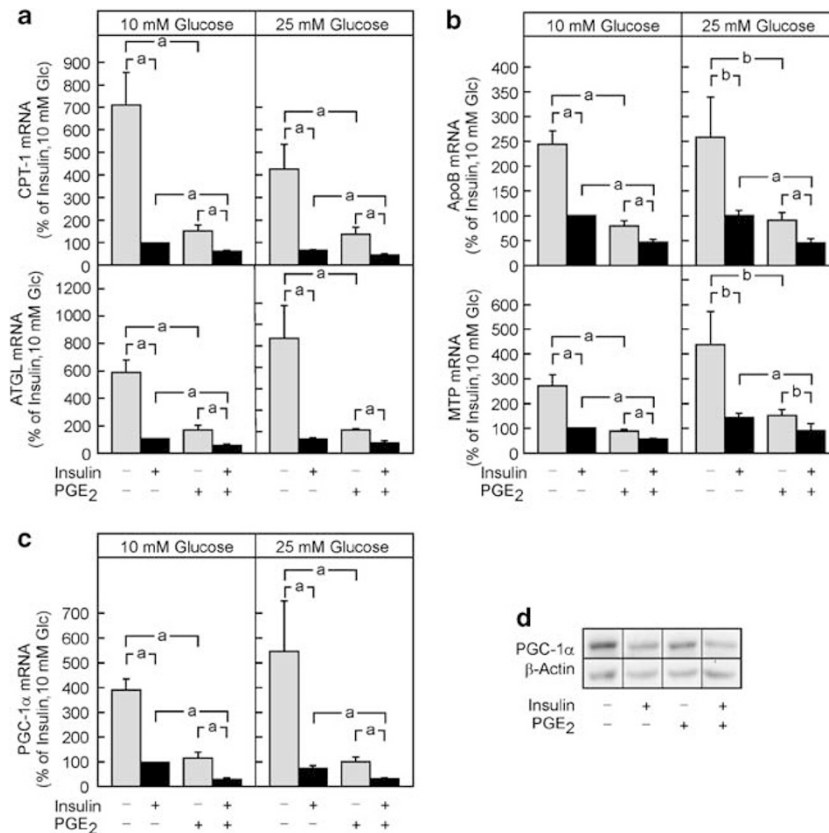 a
10 mM Glucose 25 mM Glucose
CPT-1 mRNA
(% of Insulin,10 mM Glc)
900
800
700
600
500
400
300
200
100
0
a
a
a
a
a
a
a
a
ATGL mRNA
(% of Insulin,10 mM Glc)
1200
1000
800
600
400
200
0
a
a
a
a
a
a
a
Insulin − + − + − + − +
PGE2 − − + + − − + +
b
10 mM Glucose 25 mM Glucose
ApoB mRNA
(% of Insulin,10 mM Glc)
400
350
300
250
200
150
100
50
0
a
a
a
a
b
b
a
a
MTP mRNA
(% of Insulin,10 mM Glc)
600
500
400
300
200
100
0
a
a
a
a
b
b
a
b
Insulin − + − + − + − +
PGE2 − − + + − − + +
c
10 mM Glucose 25 mM Glucose
PGC-1α mRNA
(% of Insulin,10 mM Glc)
700
600
500
400
300
200
100
0
a
a
a
a
a
a
a
a
Insulin − + − + − + − +
PGE2 − − + + − − + +
d
PGC-1α
β-Actin
Insulin − + − +
PGE2 − − + +